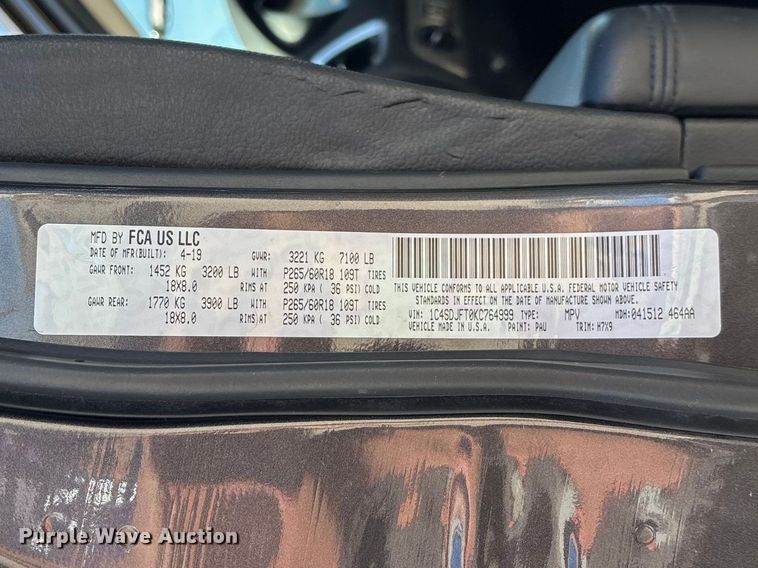 MFD BY FCA US LLC
DATE OF MFR(BUILT): 4-19 GVWR: 3221 KG 7100 LB
GAWR FRONT: 1452 KG 3200 LB WITH P265/60R18 109T TIRES
18X8.0 RIMS AT 250 KPA ( 36 PSI) COLD
GAWR REAR: 1770 KG 3900 LB WITH P265/60R18 109T TIRES
18X8.0 RIMS AT 250 KPA ( 36 PSI) COLD
THIS VEHICLE CONFORMS TO ALL APPLICABLE U.S.A. FEDERAL MOTOR VEHICLE SAFETY
STANDARDS IN EFFECT ON THE DATE OF MANUFACTURE SHOWN ABOVE.
VIN: 1C4SDJFT0KC764999 TYPE: MPV MDH: 041512 464AA
VEHICLE MADE IN U.S.A. PAINT: PAU TRIM: H7X9
Purple Wave Auction